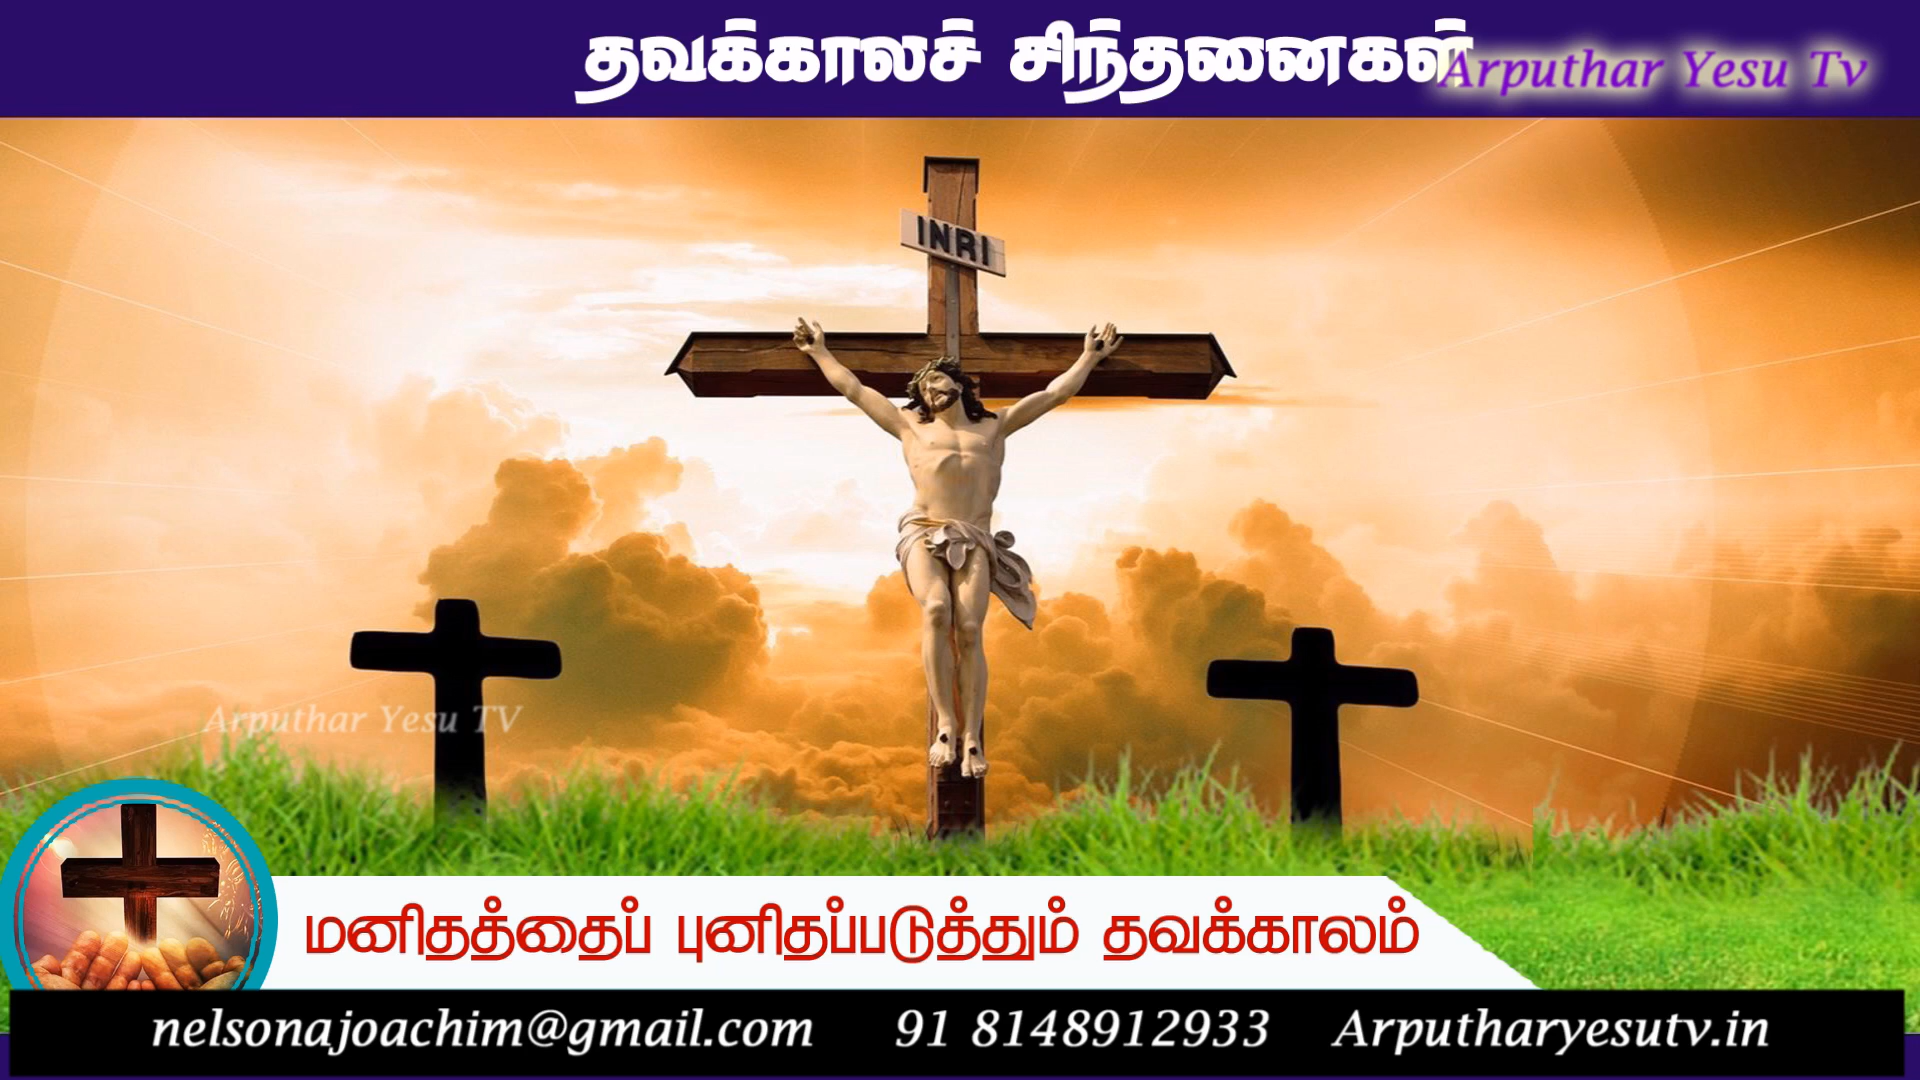 தவக்காலச் சிந்தனைகள்
Arputhar Yesu Tv
INRI
Arputhar Yesu TV
மனிதத்தைப் புனிதப்படுத்தும் தவக்காலம்
nelsonajoachim@gmail.com 91 8148912933 Arputharyesutv.in